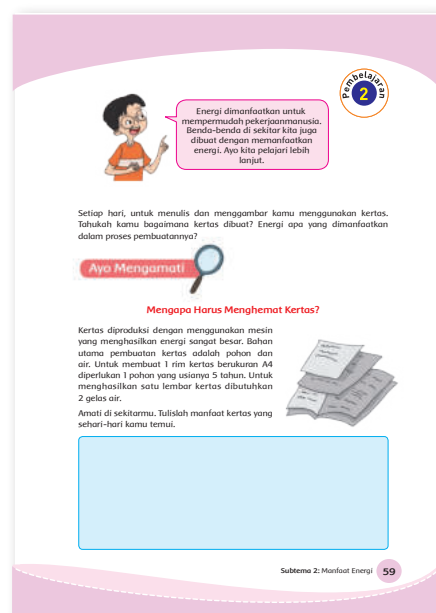 Pembelajaran
2
Energi dimanfaatkan untuk
mempermudah pekerjaanmanusia.
Benda-benda di sekitar kita juga
dibuat dengan memanfaatkan
energi. Ayo kita pelajari lebih
lanjut.
Setiap hari, untuk menulis dan menggambar kamu menggunakan kertas.
Tahukah kamu bagaimana kertas dibuat? Energi apa yang dimanfaatkan
dalam proses pembuatannya?
Ayo Mengamati
Mengapa Harus Menghemat Kertas?
Kertas diproduksi dengan menggunakan mesin
yang menghasilkan energi sangat besar. Bahan
utama pembuatan kertas adalah pohon dan
air. Untuk membuat 1 rim kertas berukuran A4
diperlukan 1 pohon yang usianya 5 tahun. Untuk
menghasilkan satu lembar kertas dibutuhkan
2 gelas air.
Amati di sekitarmu. Tulislah manfaat kertas yang
sehari-hari kamu temui.
Subtema 2: Manfaat Energi 59